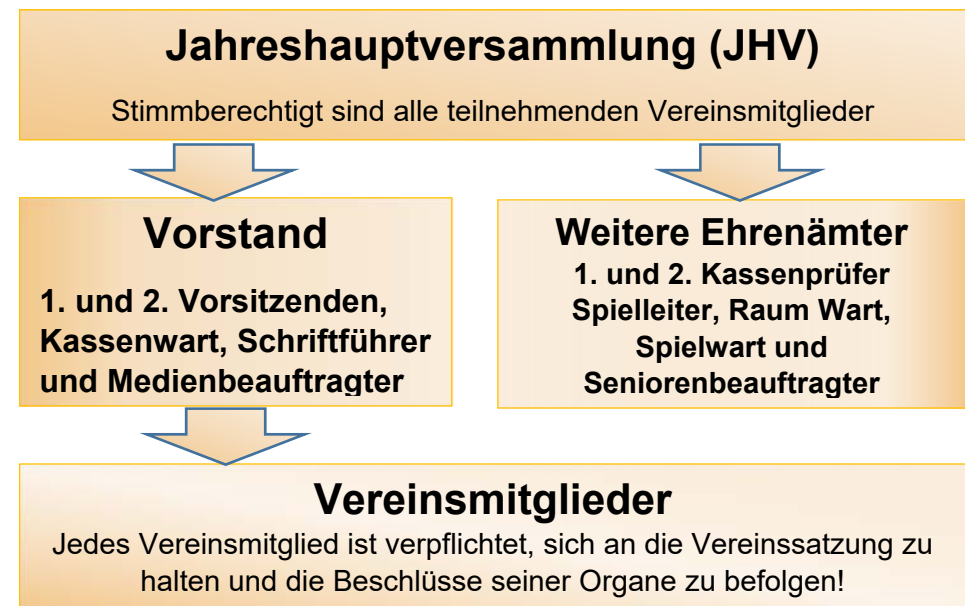 Jahreshauptversammlung (JHV)
Stimmberechtigt sind alle teilnehmenden Vereinsmitglieder
Vorstand
1. und 2. Vorsitzenden,
Kassenwart, Schriftführer
und Medienbeauftragter
Weitere Ehrenämter
1. und 2. Kassenprüfer
Spielleiter, Raum Wart,
Spielwart und
Seniorenbeauftragter
Vereinsmitglieder
Jedes Vereinsmitglied ist verpflichtet, sich an die Vereinssatzung zu
halten und die Beschlüsse seiner Organe zu befolgen!